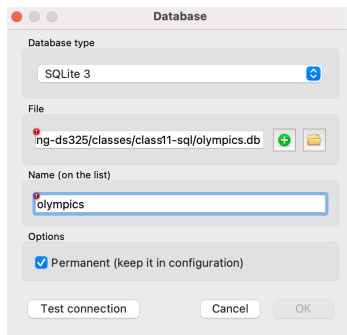 Database
Database type
SQLite 3
File
ng-ds325/classes/class11-sql/olympics.db
Name (on the list)
olympics
Options
Permanent (keep it in configuration)
Test connection
Cancel
OK